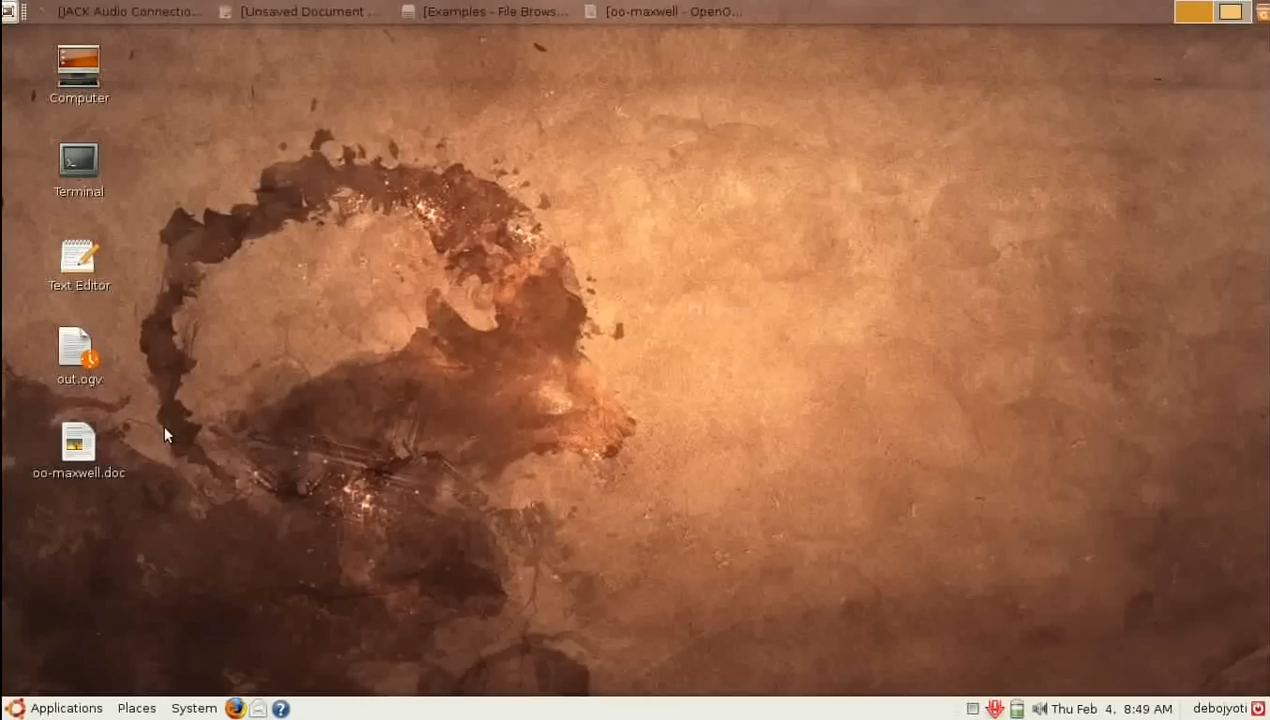 [JACK Audio Connectio... [Unsaved Document ... [Examples - File Brows... [oo-maxwell - OpenO...
Computer
Terminal
Text Editor
out.ogv
oo-maxwell.doc
Applications Places System Thu Feb 4, 8:49 AM debojyoti